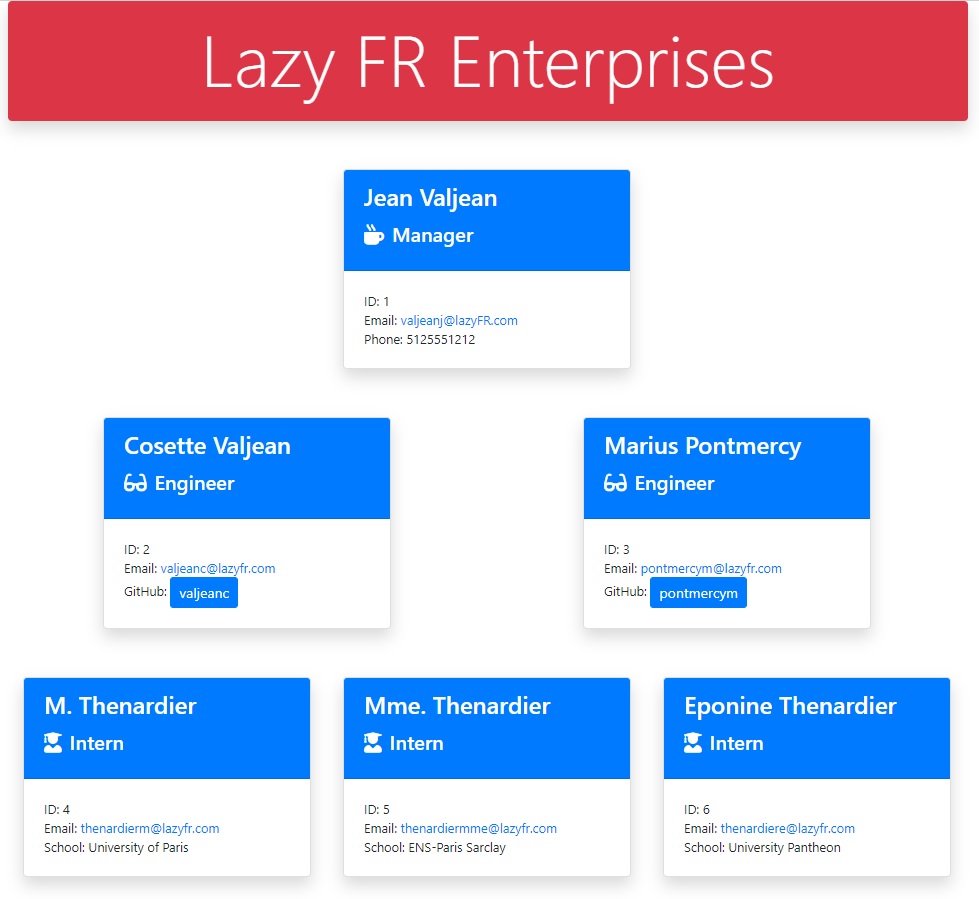 Lazy FR Enterprises
Jean Valjean
Manager
ID: 1
Email: valjeanj@lazyFR.com
Phone: 5125551212
Cosette Valjean
Engineer
ID: 2
Email: valjeanc@lazyfr.com
GitHub: valjeanc
Marius Pontmercy
Engineer
ID: 3
Email: pontmercym@lazyfr.com
GitHub: pontmercym
M. Thenardier
Intern
ID: 4
Email: thenardierm@lazyfr.com
School: University of Paris
Mme. Thenardier
Intern
ID: 5
Email: thenardiermme@lazyfr.com
School: ENS-Paris Sarclay
Eponine Thenardier
Intern
ID: 6
Email: thenardiere@lazyfr.com
School: University Pantheon